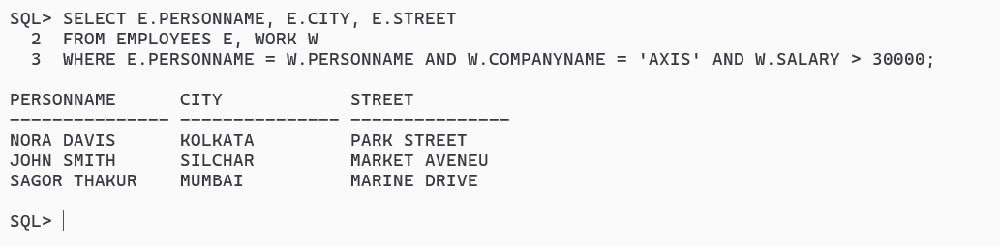 SQL> SELECT E.PERSONNAME, E.CITY, E.STREET
  2  FROM EMPLOYEES E, WORK W
  3  WHERE E.PERSONNAME = W.PERSONNAME AND W.COMPANYNAME = 'AXIS' AND W.SALARY > 30000;

PERSONNAME      CITY            STREET
--------------- --------------- ---------------
NORA DAVIS      KOLKATA         PARK STREET
JOHN SMITH      SILCHAR         MARKET AVENEU
SAGOR THAKUR    MUMBAI          MARINE DRIVE

SQL>